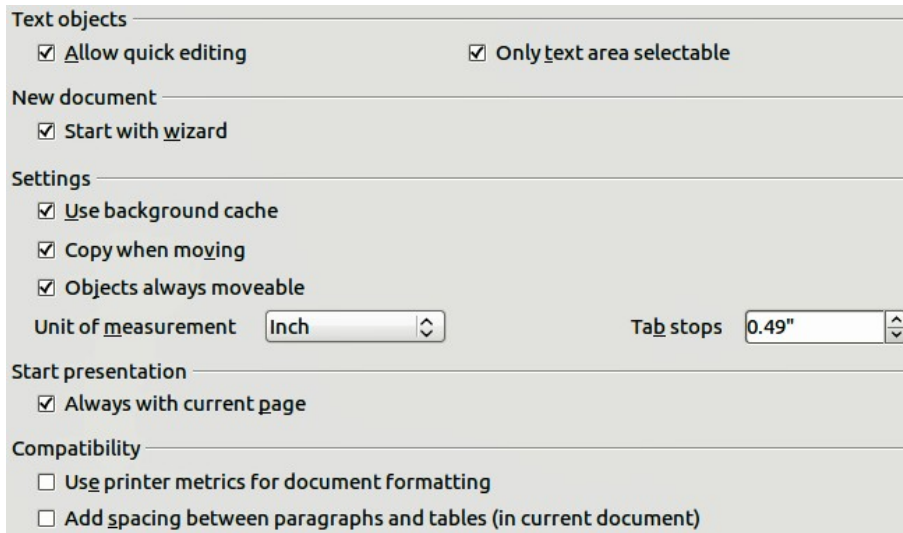 Text objects
Allow quick editing Only text area selectable
New document
Start with wizard
Settings
Use background cache
Copy when moving
Objects always moveable
Unit of measurement Inch Tab stops 0.49"
Start presentation
Always with current page
Compatibility
Use printer metrics for document formatting
Add spacing between paragraphs and tables (in current document)